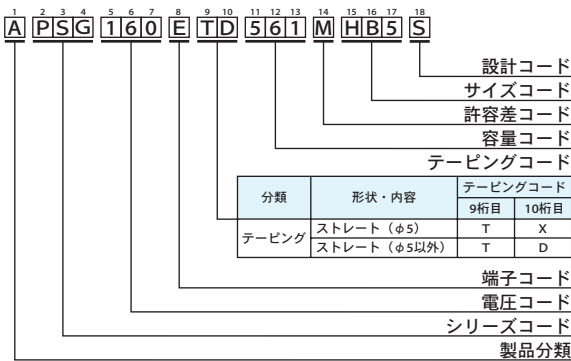 1 2 3 4 5 6 7 8 9 10 11 12 13 14 15 16 17 18
A PSG 160 E TD 561 M HB5 S
設計コード
サイズコード
許容差コード
容量コード
テーピングコード
分類 形状・内容 テーピングコード
9桁目 10桁目
テーピング ストレート（φ5） T X
ストレート（φ5以外） T D
端子コード
電圧コード
シリーズコード
製品分類